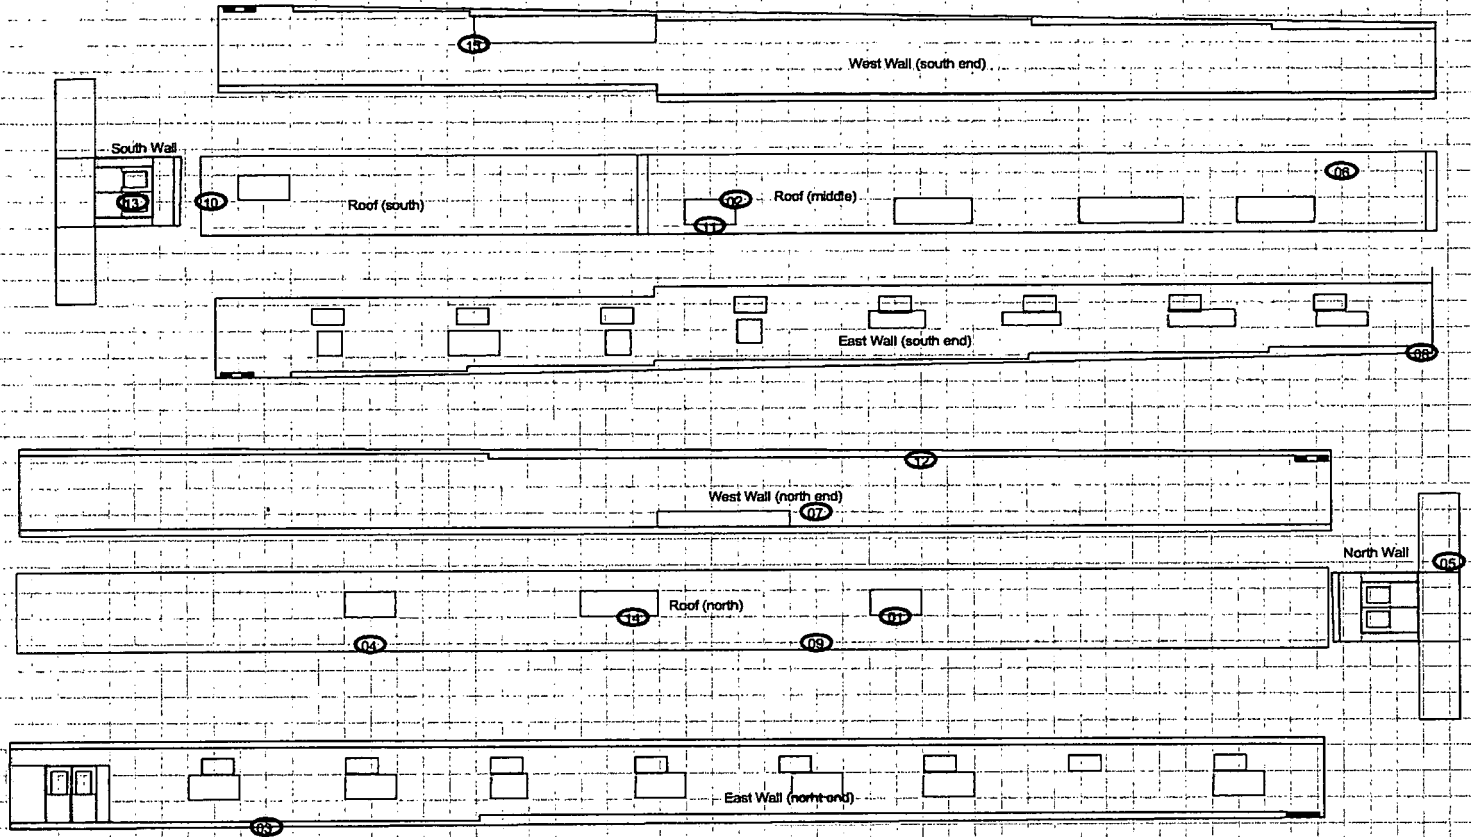 15
West Wall (south end)
South Wall
13
10
Roof (south)
02
11
Roof (middle)
06
East Wall (south end)
08
12
West Wall (north end)
07
North Wall
05
Roof (north)
14
01
04
09
East Wall (norht end)
03